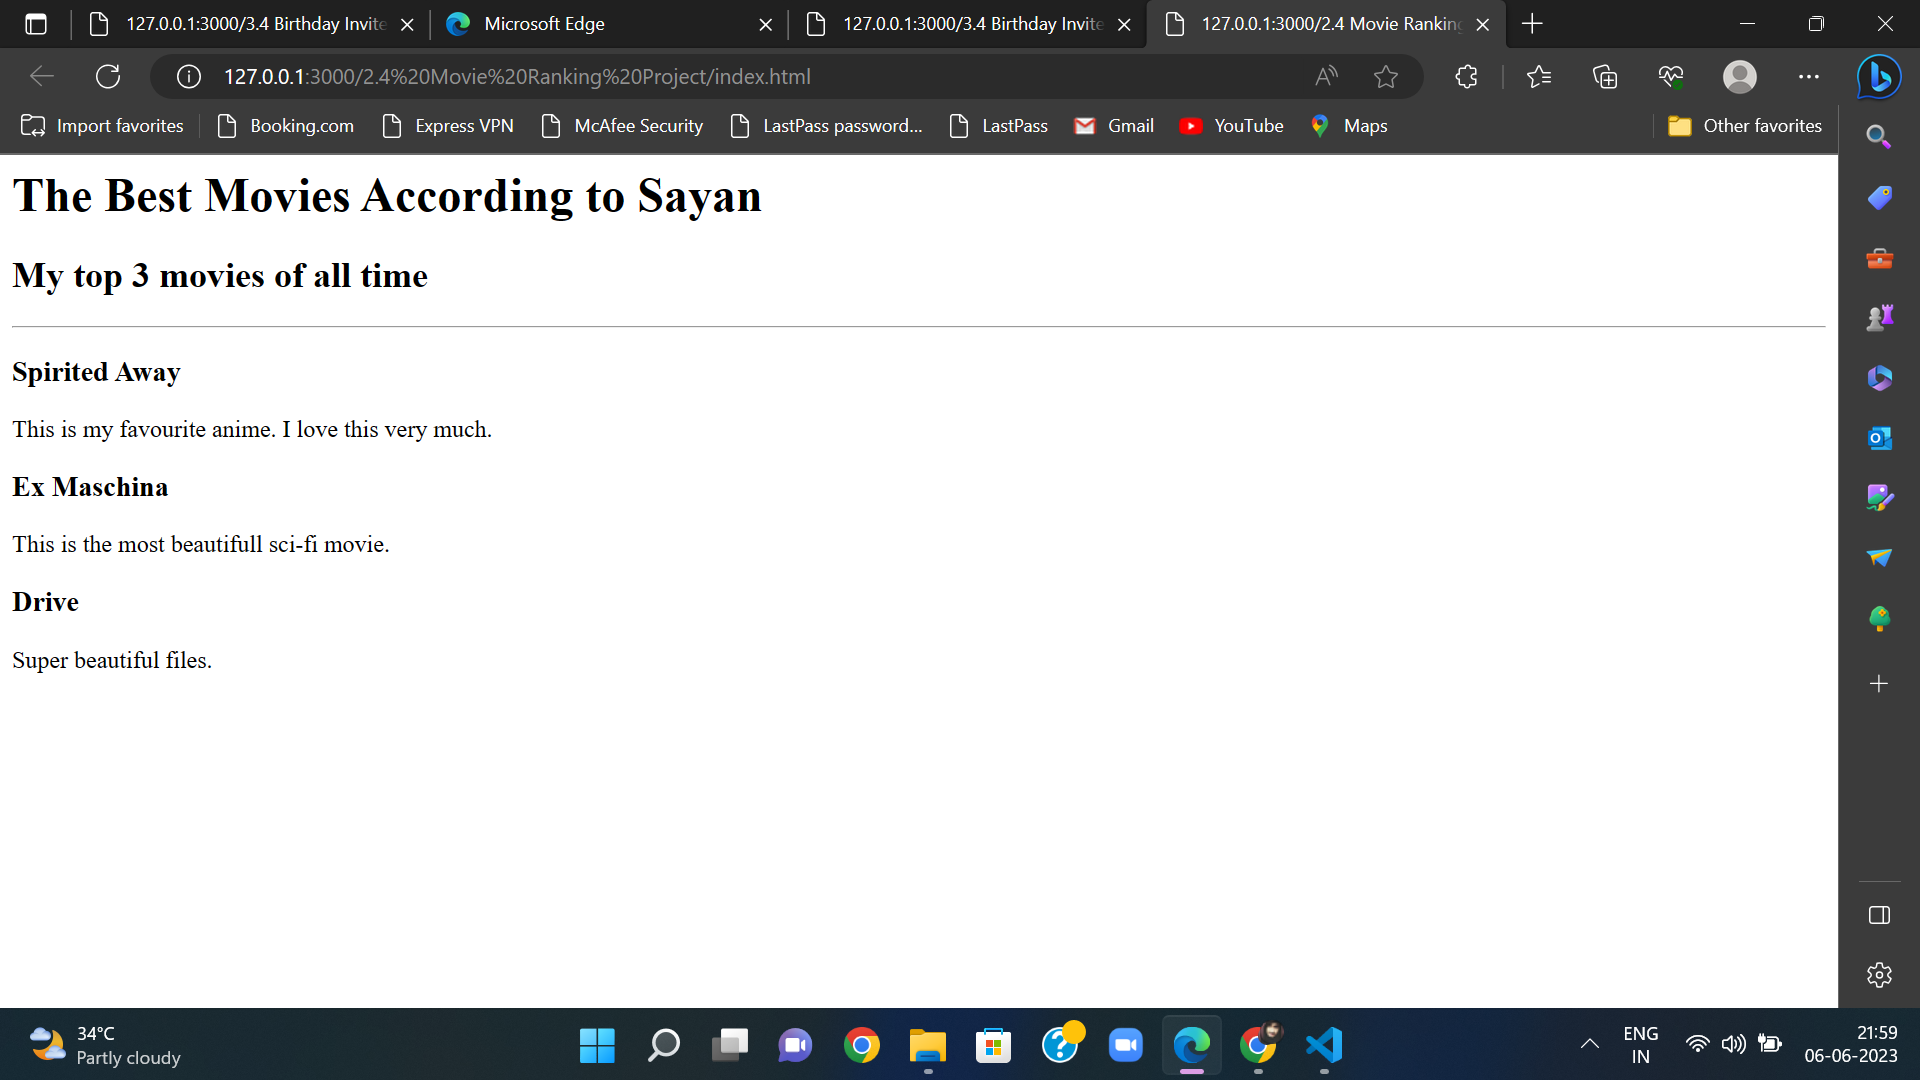 127.0.0.1:3000/3.4 Birthday Invite
Microsoft Edge
127.0.0.1:3000/3.4 Birthday Invite
127.0.0.1:3000/2.4 Movie Ranking
127.0.0.1:3000/2.4%20Movie%20Ranking%20Project/index.html
Import favorites
Booking.com
Express VPN
McAfee Security
LastPass password...
LastPass
Gmail
YouTube
Maps
Other favorites
The Best Movies According to Sayan
My top 3 movies of all time
Spirited Away
This is my favourite anime. I love this very much.
Ex Maschina
This is the most beautifull sci-fi movie.
Drive
Super beautiful files.
34°C
Partly cloudy
ENG
IN
21:59
06-06-2023